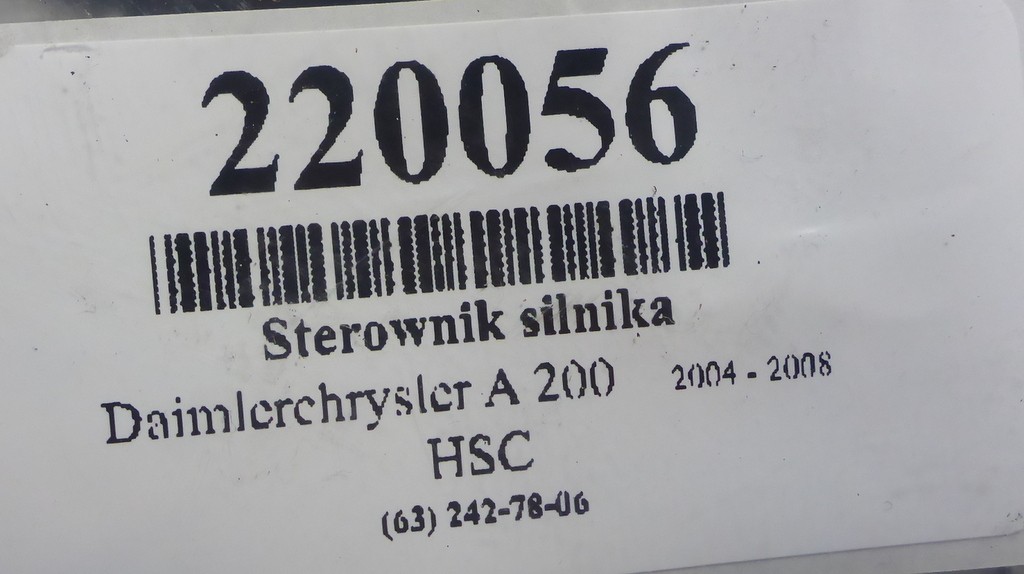 220056
Sterownik silnika
Daimlerchrysler A 200 2004 - 2008
HSC
(63) 242-78-06